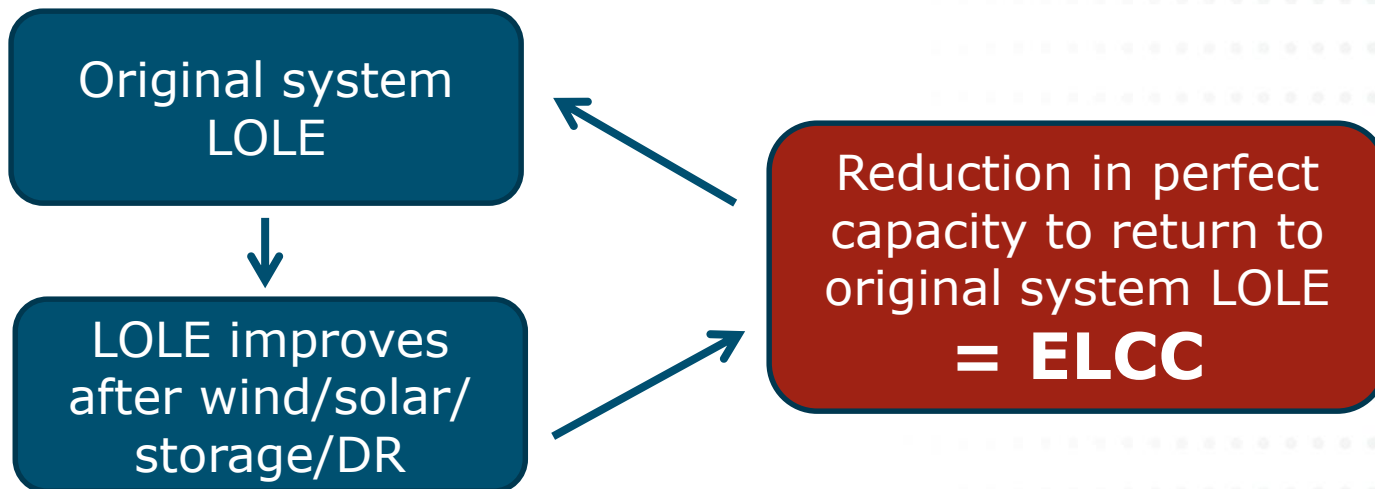 Original system
LOLE
LOLE improves
after wind/solar/
storage/DR
Reduction in perfect
capacity to return to
original system LOLE
= ELCC